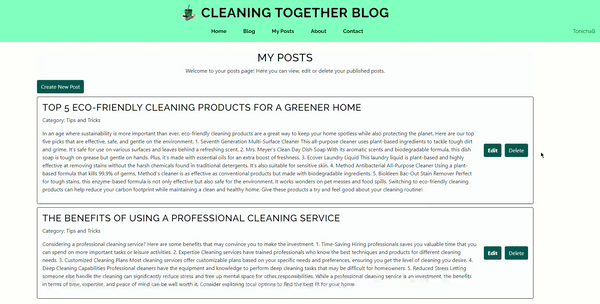 CLEANING TOGETHER BLOG
Home Blog My Posts About Contact
MY POSTS
Welcome to your posts page! Here you can view, edit or delete your published posts.
Create New Post
TOP 5 ECO-FRIENDLY CLEANING PRODUCTS FOR A GREENER HOME
Category: Tips and Tricks
In an era where sustainability is more important than ever, eco-friendly cleaning products are a great way to keep your home spotless while also protecting the planet. Here are our top
five picks that are effective, safe, and gentle on the environment. 1. Seventh Generation Multi-Surface Cleaner This all-purpose cleaner uses plant-based ingredients to tackle tough dirt
and grime. It's safe for use on various surfaces and leaves behind a refreshing scent. 2. Mrs. Meyer's Clean Day Dish Soap With its aromatic scents and biodegradable formula, this dish
soap is tough on grease but gentle on hands. Plus, it's made with essential oils for an extra boost of freshness. 3. Ecover Laundry Liquid This laundry liquid is plant-based and highly
effective at removing stains without the harsh chemicals found in traditional detergents. It's also suitable for sensitive skin. 4. Method Antibacterial All-Purpose Cleaner Using a plant-
based formula that kills 99.9% of germs, Method's cleaner is as effective as conventional products but made with biodegradable ingredients. 5. Biokleen Bac-Out Stain Remover Perfect
for tough stains, this enzyme-based formula is not only effective but also safe for the environment. It works wonders on pet messes and food spills. Switching to eco-friendly cleaning
products can help reduce your carbon footprint while maintaining a clean and healthy home. Give these products a try and feel good about your cleaning routine!
Edit Delete
THE BENEFITS OF USING A PROFESSIONAL CLEANING SERVICE
Category: Tips and Tricks
Considering a professional cleaning service? Here are some benefits that may convince you to make the investment. 1. Time-Saving Hiring professionals saves you valuable time that you
can spend on more important tasks or leisure activities. 2. Expertise Cleaning services have trained professionals who know the best techniques and products for different cleaning
needs. 3. Customized Cleaning Plans Most cleaning services offer customizable plans based on your specific needs and preferences, ensuring you get the level of cleaning you desire. 4.
Deep Cleaning Capabilities Professional cleaners have the equipment and knowledge to perform deep cleaning tasks that may be difficult for homeowners. 5. Reduced Stress Letting
someone else handle the cleaning can significantly reduce stress and free up mental space for other responsibilities. While a professional cleaning service is an investment, the benefits
in terms of time, expertise, and peace of mind can be well worth it. Consider exploring local options to find the best fit for your home.
Edit Delete